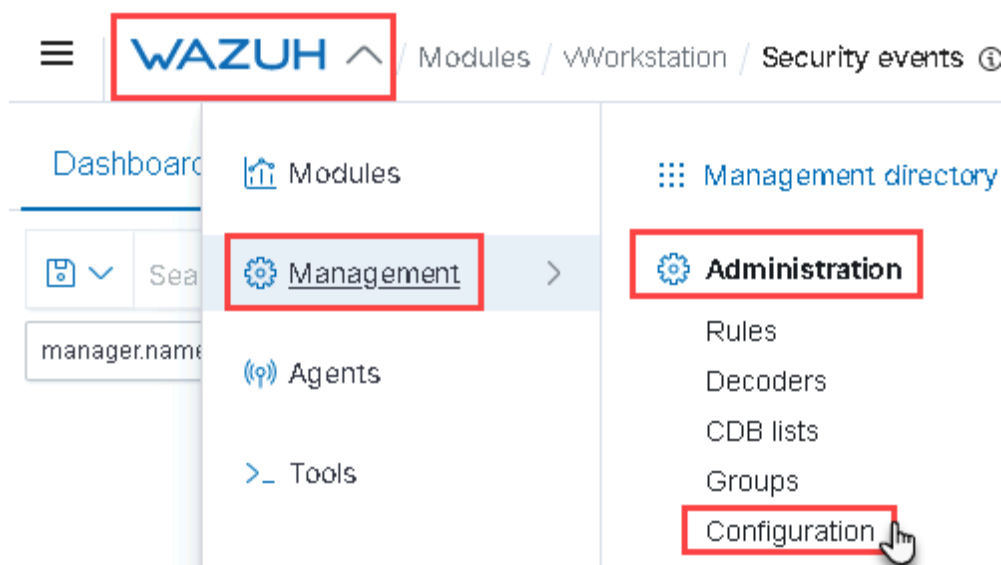 WAZUH / Modules / vWorkstation / Security events
Dashboard
Modules
Management directory
Sea
Management
Administration
manager.name
Rules
Agents
Decoders
CDB lists
>_ Tools
Groups
Configuration